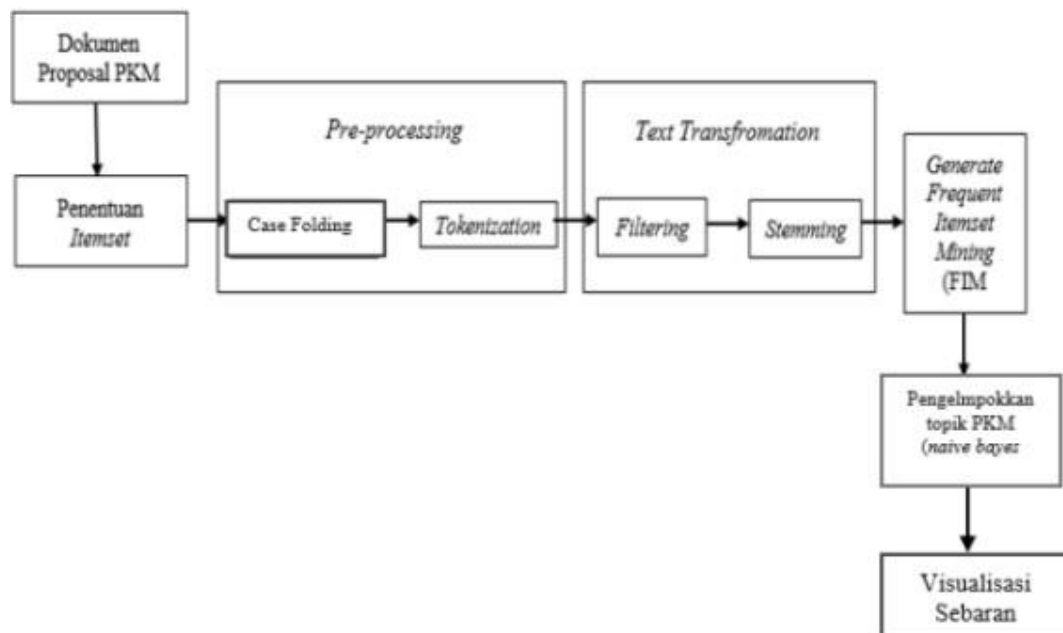 Dokumen
Proposal PKM
Penentuan
Itemset
Pre-processing
Case Folding
Tokenization
Text Transfromation
Filtering
Stemming
Generate
Frequent
Itemset
Mining
(FIM
Pengelmpokkan
topik PKM
(naive bayes
Visualisasi
Sebaran